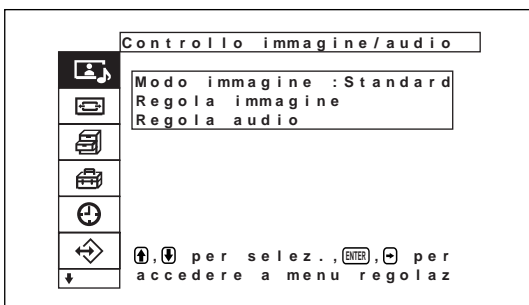 Controllo immagine/audio
Modo immagine :Standard
Regola immagine
Regola audio
↑,↓ per selez.,ENTER,→ per
accedere a menu regolaz